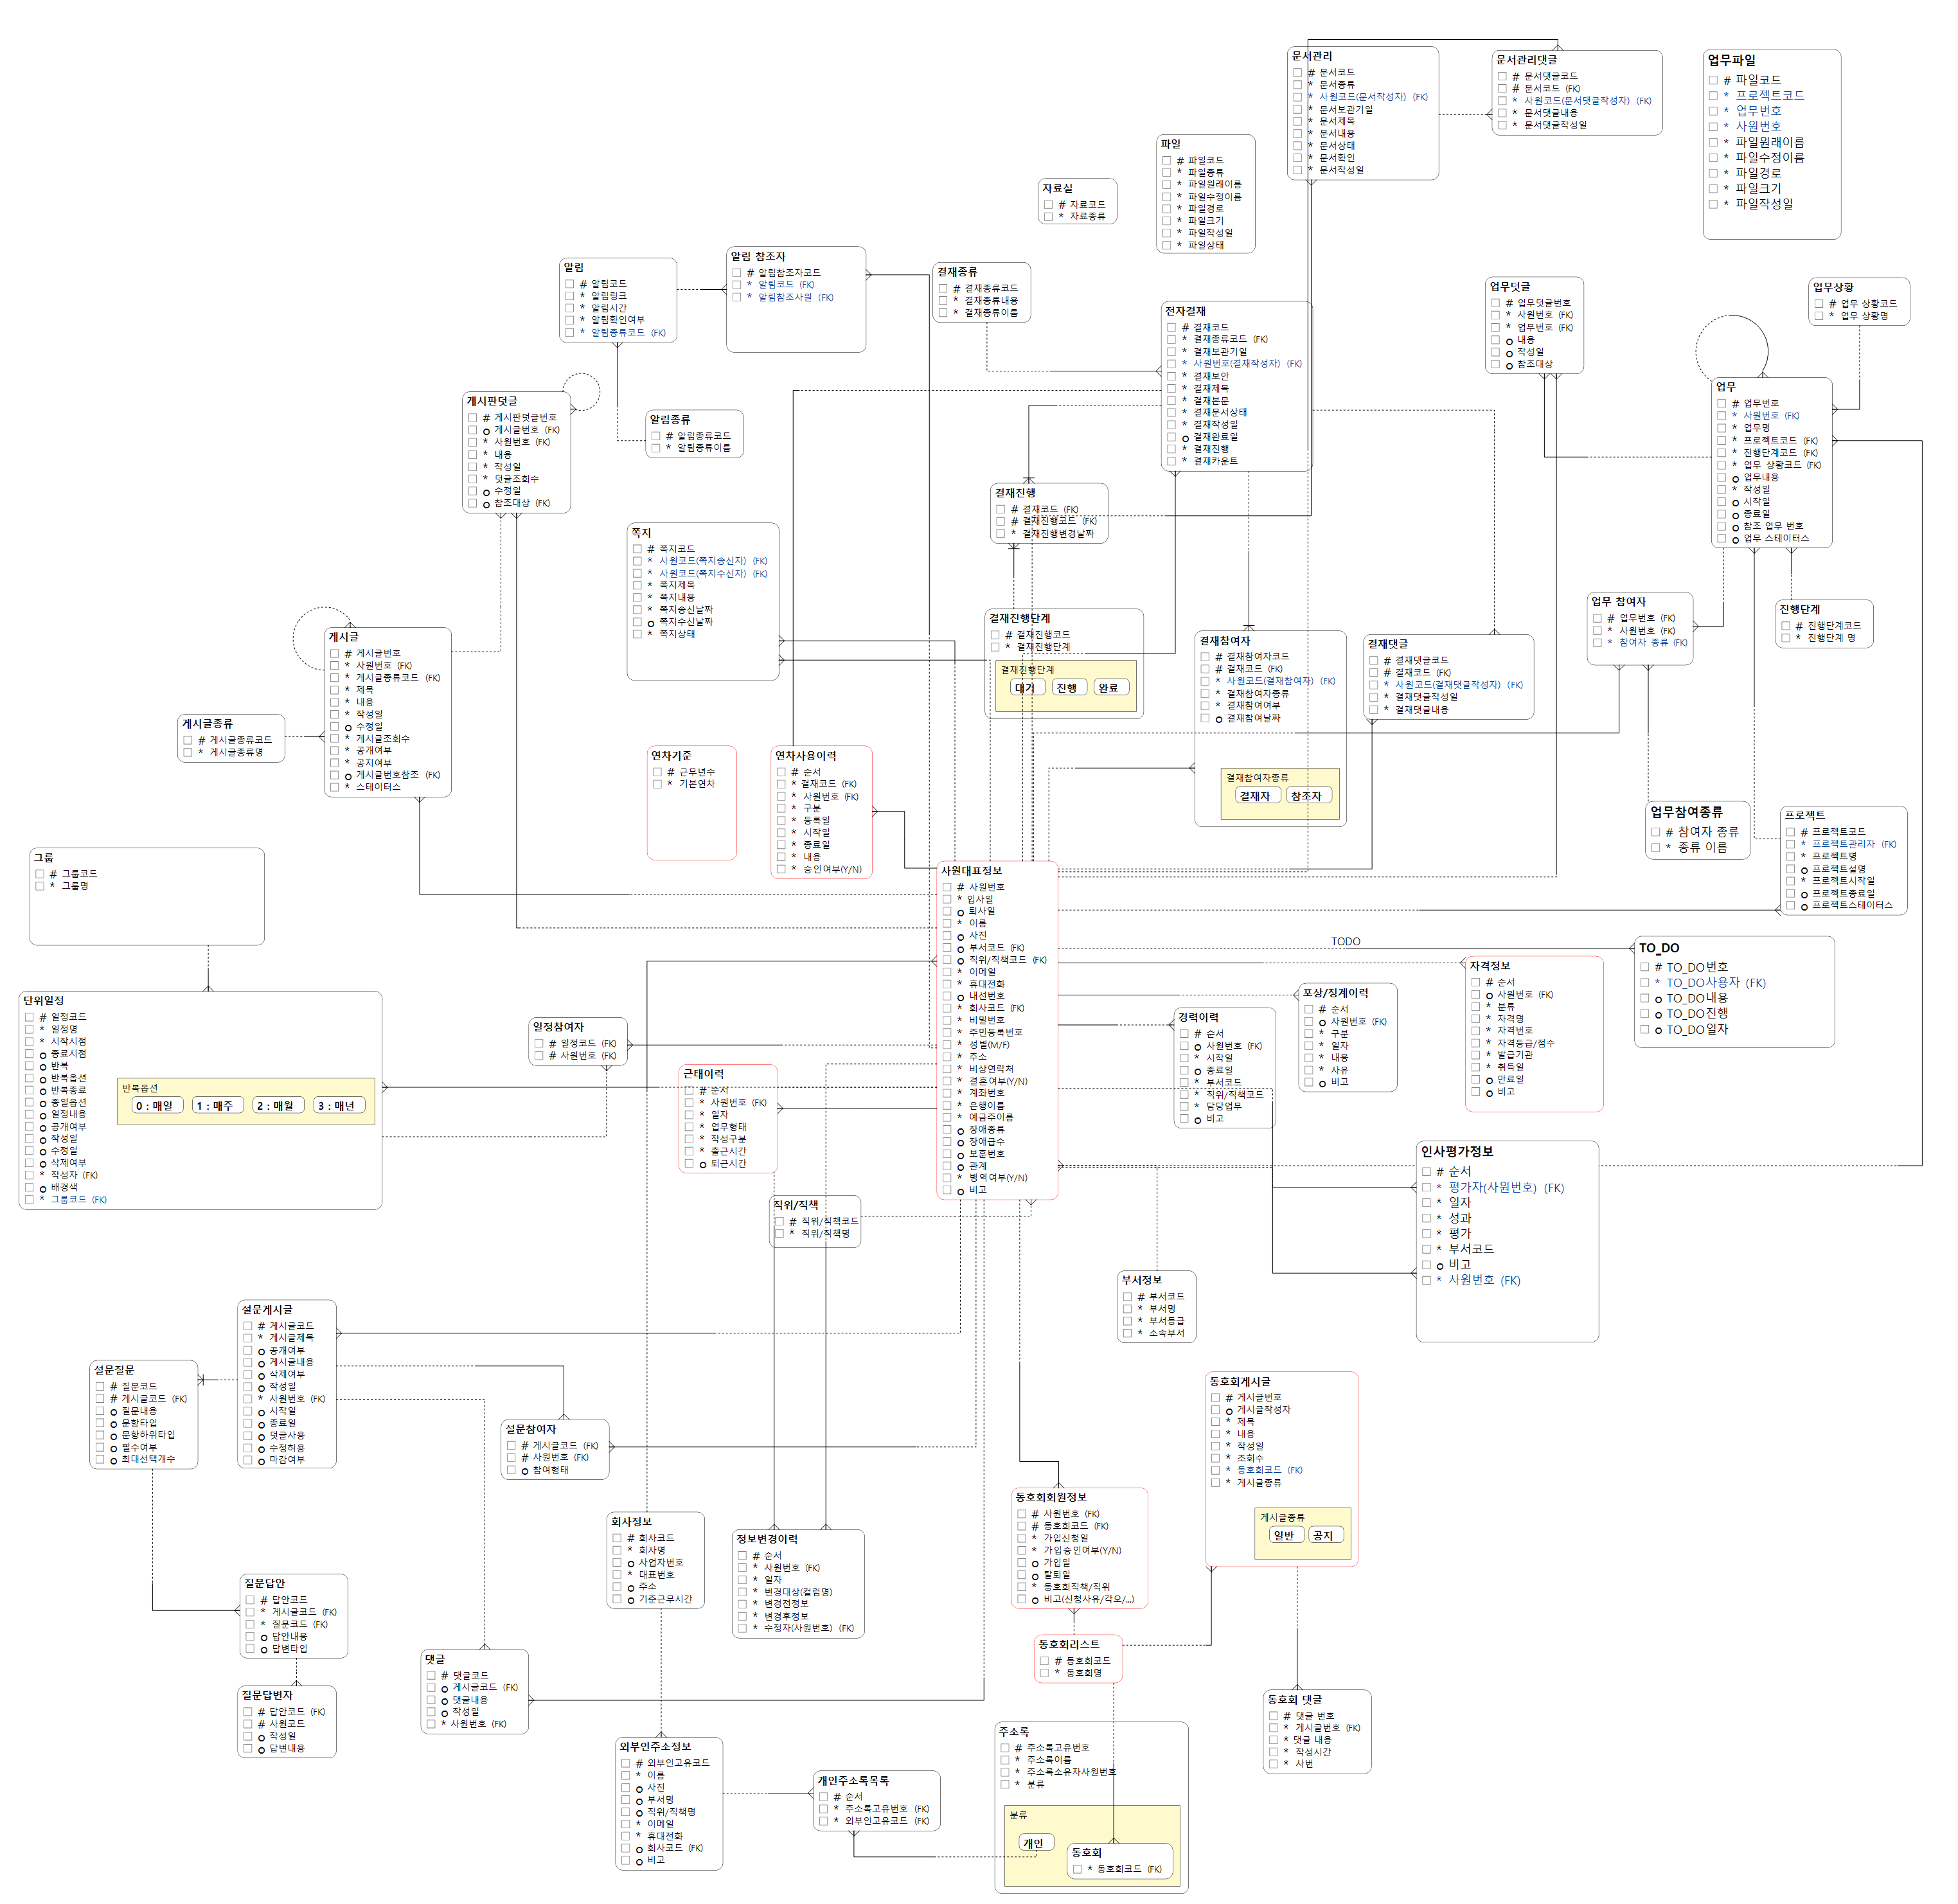 문서관리
# 문서코드
* 문서종류
* 사원코드(문서작성자) (FK)
* 문서보관기일
* 문서제목
* 문서내용
* 문서상태
* 문서확인
* 문서작성일
문서관리댓글
# 문서댓글코드
# 문서코드 (FK)
* 사원코드(문서댓글작성자) (FK)
* 문서댓글내용
* 문서댓글작성일
업무파일
# 파일코드
* 프로젝트코드
* 업무번호
* 사원번호
* 파일원래이름
* 파일수정이름
* 파일경로
* 파일크기
* 파일작성일
파일
# 파일코드
* 파일종류
* 파일원래이름
* 파일수정이름
* 파일경로
* 파일크기
* 파일작성일
* 파일상태
자료실
# 자료코드
* 자료종류
알림
# 알림코드
* 알림링크
* 알림시간
* 알림확인여부
* 알림종류코드 (FK)
알림 참조자
# 알림참조자코드
* 알림코드 (FK)
* 알림참조사원 (FK)
결재종류
# 결재종류코드
* 결재종류내용
* 결재종류이름
전자결재
# 결재코드
* 결재종류코드 (FK)
* 결재보관기일
* 사원번호(결재작성자) (FK)
* 결재보안
* 결재제목
* 결재본문
* 결재문서상태
* 결재작성일
o 결재완료일
* 결재진행
* 결재카운트
업무덧글
# 업무덧글번호
* 사원번호 (FK)
* 업무번호 (FK)
o 내용
o 작성일
o 참조대상
업무상황
# 업무 상황코드
* 업무 상황명
업무
# 업무번호
* 사원번호 (FK)
* 업무명
* 프로젝트코드 (FK)
* 진행단계코드 (FK)
* 업무 상황코드 (FK)
o 업무내용
* 작성일
o 시작일
o 종료일
o 참조 업무 번호
o 업무 스테이터스
게시판덧글
# 게시판덧글번호
o 게시글번호 (FK)
* 사원번호 (FK)
* 내용
* 작성일
* 덧글조회수
o 수정일
o 참조대상 (FK)
알림종류
# 알림종류코드
* 알림종류이름
결재진행
# 결재코드 (FK)
# 결재진행코드 (FK)
* 결재진행변경날짜
쪽지
# 쪽지코드
* 사원코드(쪽지송신자) (FK)
* 사원코드(쪽지수신자) (FK)
* 쪽지제목
* 쪽지내용
* 쪽지송신날짜
o 쪽지수신날짜
* 쪽지상태
결재진행단계
# 결재진행코드
* 결재진행단계
결재진행단계
대기
진행
완료
결재참여자
# 결재참여자코드
# 결재코드 (FK)
* 사원코드(결재참여자) (FK)
* 결재참여자종류
* 결재참여여부
o 결재참여날짜
결재참여자종류
결재자
참조자
결재댓글
# 결재댓글코드
# 결재코드 (FK)
* 사원코드(결재댓글작성자) (FK)
* 결재댓글작성일
* 결재댓글내용
업무 참여자
# 업무번호 (FK)
* 사원번호 (FK)
* 참여자 종류 (FK)
진행단계
# 진행단계코드
* 진행단계 명
게시글
# 게시글번호
* 사원번호 (FK)
* 게시글종류코드 (FK)
* 제목
* 내용
* 작성일
o 수정일
* 게시글조회수
* 공개여부
* 공지여부
o 게시글번호참조 (FK)
* 스테이터스
게시글종류
# 게시글종류코드
* 게시글종류명
연차기준
# 근무년수
* 기본연차
연차사용이력
# 순서
* 결재코드 (FK)
* 사원번호 (FK)
* 구분
* 등록일
* 시작일
* 종료일
* 내용
* 승인여부(Y/N)
업무참여종류
# 참여자 종류
* 종류 이름
프로젝트
# 프로젝트코드
* 프로젝트관리자 (FK)
* 프로젝트명
o 프로젝트설명
* 프로젝트시작일
o 프로젝트종료일
o 프로젝트스테이터스
그룹
# 그룹코드
* 그룹명
사원대표정보
# 사원번호
* 입사일
o 퇴사일
* 이름
o 사진
o 부서코드 (FK)
o 직위/직책코드 (FK)
* 이메일
* 휴대전화
o 내선번호
* 회사코드 (FK)
* 비밀번호
* 주민등록번호
* 성별(M/F)
* 주소
* 비상연락처
* 결혼여부(Y/N)
* 계좌번호
* 은행이름
* 예금주이름
o 장애종류
o 장애급수
o 보훈번호
o 관계
* 병역여부(Y/N)
o 비고
TODO
TO_DO
# TO_DO번호
* TO_DO사용자 (FK)
o TO_DO내용
o TO_DO진행
o TO_DO일자
자격정보
# 순서
o 사원번호 (FK)
* 분류
* 자격명
* 자격번호
* 자격등급/점수
* 발급기관
* 취득일
o 만료일
o 비고
포상/징계이력
# 순서
o 사원번호 (FK)
* 구분
* 일자
* 내용
* 사유
o 비고
경력이력
# 순서
o 사원번호 (FK)
* 시작일
o 종료일
* 부서코드
* 직위/직책코드
* 담당업무
o 비고
단위일정
# 일정코드
* 일정명
* 시작시점
o 종료시점
o 반복
o 반복옵션
o 반복종료
o 종일옵션
o 일정내용
o 공개여부
o 작성일
o 수정일
o 삭제여부
* 작성자 (FK)
o 배경색
* 그룹코드 (FK)
반복옵션
0 : 매일
1 : 매주
2 : 매월
3 : 매년
일정참여자
# 일정코드 (FK)
# 사원번호 (FK)
근태이력
# 순서
* 사원번호 (FK)
* 일자
* 업무형태
* 작성구분
* 출근시간
o 퇴근시간
인사평가정보
# 순서
* 평가자(사원번호) (FK)
* 일자
* 성과
* 평가
* 부서코드
o 비고
* 사원번호 (FK)
직위/직책
# 직위/직책코드
* 직위/직책명
부서정보
# 부서코드
* 부서명
* 부서등급
* 소속부서
설문게시글
# 게시글코드
* 게시글제목
o 공개여부
o 게시글내용
o 삭제여부
o 작성일
* 사원번호 (FK)
o 시작일
o 종료일
o 덧글사용
o 수정허용
o 마감여부
설문질문
# 질문코드
# 게시글코드 (FK)
o 질문내용
o 문항타입
o 문항하위타입
o 필수여부
o 최대선택개수
설문참여자
# 게시글코드 (FK)
# 사원번호 (FK)
o 참여형태
동호회게시글
# 게시글번호
o 게시글작성자
* 제목
* 내용
* 작성일
* 조회수
* 동호회코드 (FK)
* 게시글종류
게시글종류
일반
공지
동호회회원정보
# 사원번호 (FK)
# 동호회코드 (FK)
* 가입신청일
* 가입승인여부(Y/N)
o 가입일
o 탈퇴일
* 동호회직책/직위
o 비고(신청사유/각오/...)
회사정보
# 회사코드
* 회사명
o 사업자번호
* 대표번호
o 주소
o 기준근무시간
정보변경이력
# 순서
* 사원번호 (FK)
* 일자
* 변경대상(컬럼명)
* 변경전정보
* 변경후정보
* 수정자(사원번호) (FK)
질문답안
# 답안코드
* 게시글코드 (FK)
* 질문코드 (FK)
o 답안내용
o 답변타입
동호회리스트
# 동호회코드
* 동호회명
댓글
# 댓글코드
o 게시글코드 (FK)
o 댓글내용
o 작성일
* 사원번호 (FK)
질문답변자
# 답안코드 (FK)
# 사원코드
o 작성일
o 답변내용
동호회 댓글
# 댓글 번호
* 게시글번호 (FK)
* 댓글 내용
* 작성시간
* 사번
외부인주소정보
# 외부인고유코드
* 이름
o 사진
o 부서명
o 직위/직책명
* 이메일
* 휴대전화
o 회사코드 (FK)
o 비고
개인주소록목록
# 순서
* 주소록고유번호 (FK)
* 외부인고유코드 (FK)
주소록
# 주소록고유번호
* 주소록이름
* 주소록소유자사원번호
* 분류
분류
개인
동호회
* 동호회코드 (FK)